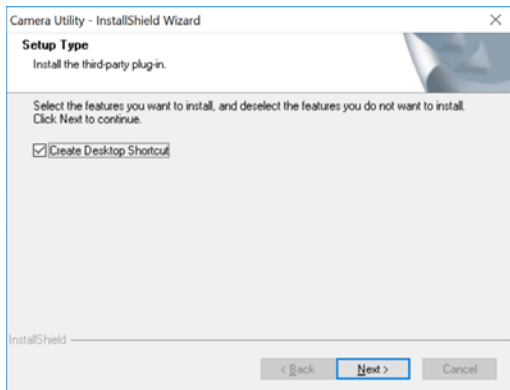 Camera Utility - InstallShield Wizard
Setup Type
Install the third-party plug-in.
Select the features you want to install, and deselect the features you do not want to install.
Click Next to continue.
Create Desktop Shortcut
InstallShield
< Back
Next >
Cancel